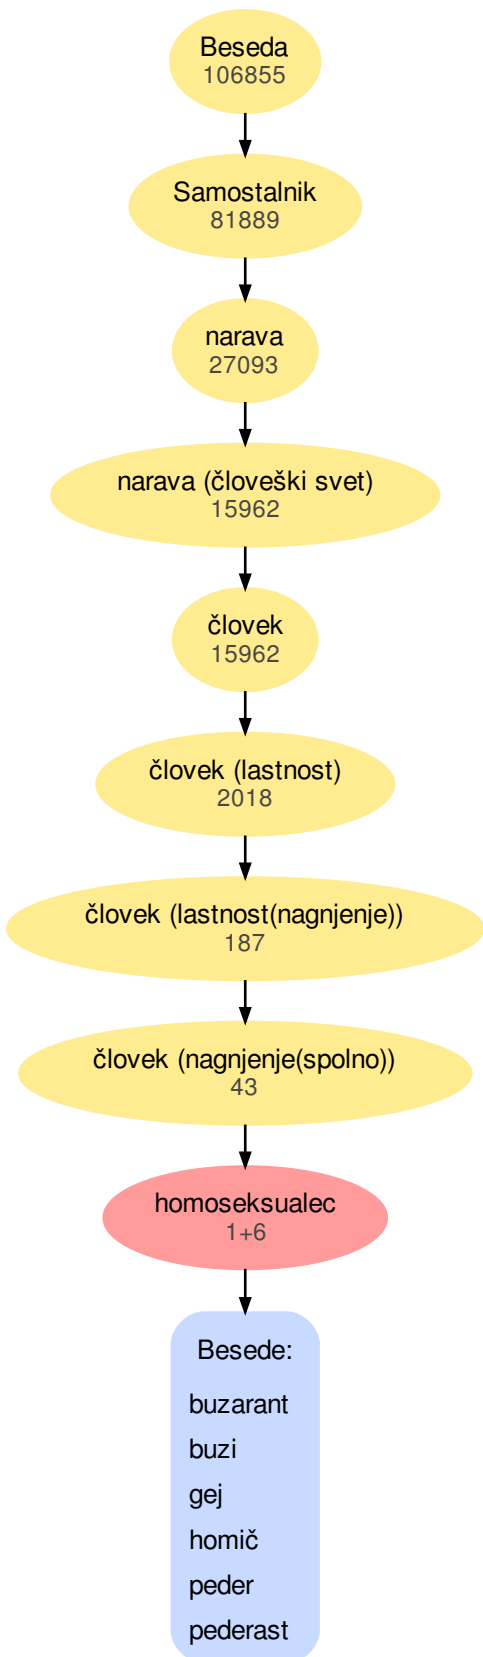 Beseda
106855
Samostalnik
81889
narava
27093
narava (človeški svet)
15962
človek
15962
človek (lastnost)
2018
človek (lastnost(nagnjenje))
187
človek (nagnjenje(spolno))
43
homoseksualec
1+6
Besede:
buzarant
buzi
gej
homič
peder
pederast